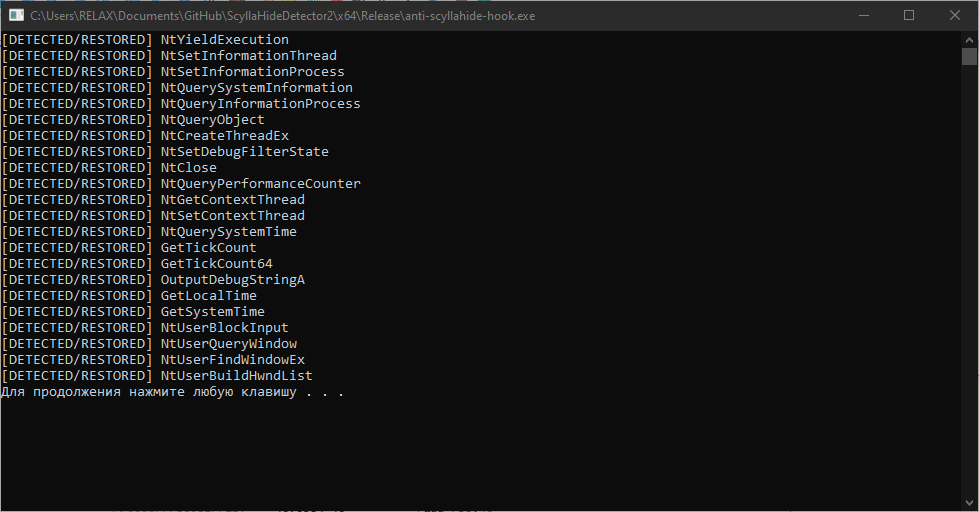 C:\Users\RELAX\Documents\GitHub\ScyllaHideDetector2\x64\Release\anti-scyllahide-hook.exe
[DETECTED/RESTORED] NtYieldExecution
[DETECTED/RESTORED] NtSetInformationThread
[DETECTED/RESTORED] NtSetInformationProcess
[DETECTED/RESTORED] NtQuerySystemInformation
[DETECTED/RESTORED] NtQueryInformationProcess
[DETECTED/RESTORED] NtQueryObject
[DETECTED/RESTORED] NtCreateThreadEx
[DETECTED/RESTORED] NtSetDebugFilterState
[DETECTED/RESTORED] NtClose
[DETECTED/RESTORED] NtQueryPerformanceCounter
[DETECTED/RESTORED] NtGetContextThread
[DETECTED/RESTORED] NtSetContextThread
[DETECTED/RESTORED] NtQuerySystemTime
[DETECTED/RESTORED] GetTickCount
[DETECTED/RESTORED] GetTickCount64
[DETECTED/RESTORED] OutputDebugStringA
[DETECTED/RESTORED] GetLocalTime
[DETECTED/RESTORED] GetSystemTime
[DETECTED/RESTORED] NtUserBlockInput
[DETECTED/RESTORED] NtUserQueryWindow
[DETECTED/RESTORED] NtUserFindWindowEx
[DETECTED/RESTORED] NtUserBuildHwndList
Для продолжения нажмите любую клавишу . . .